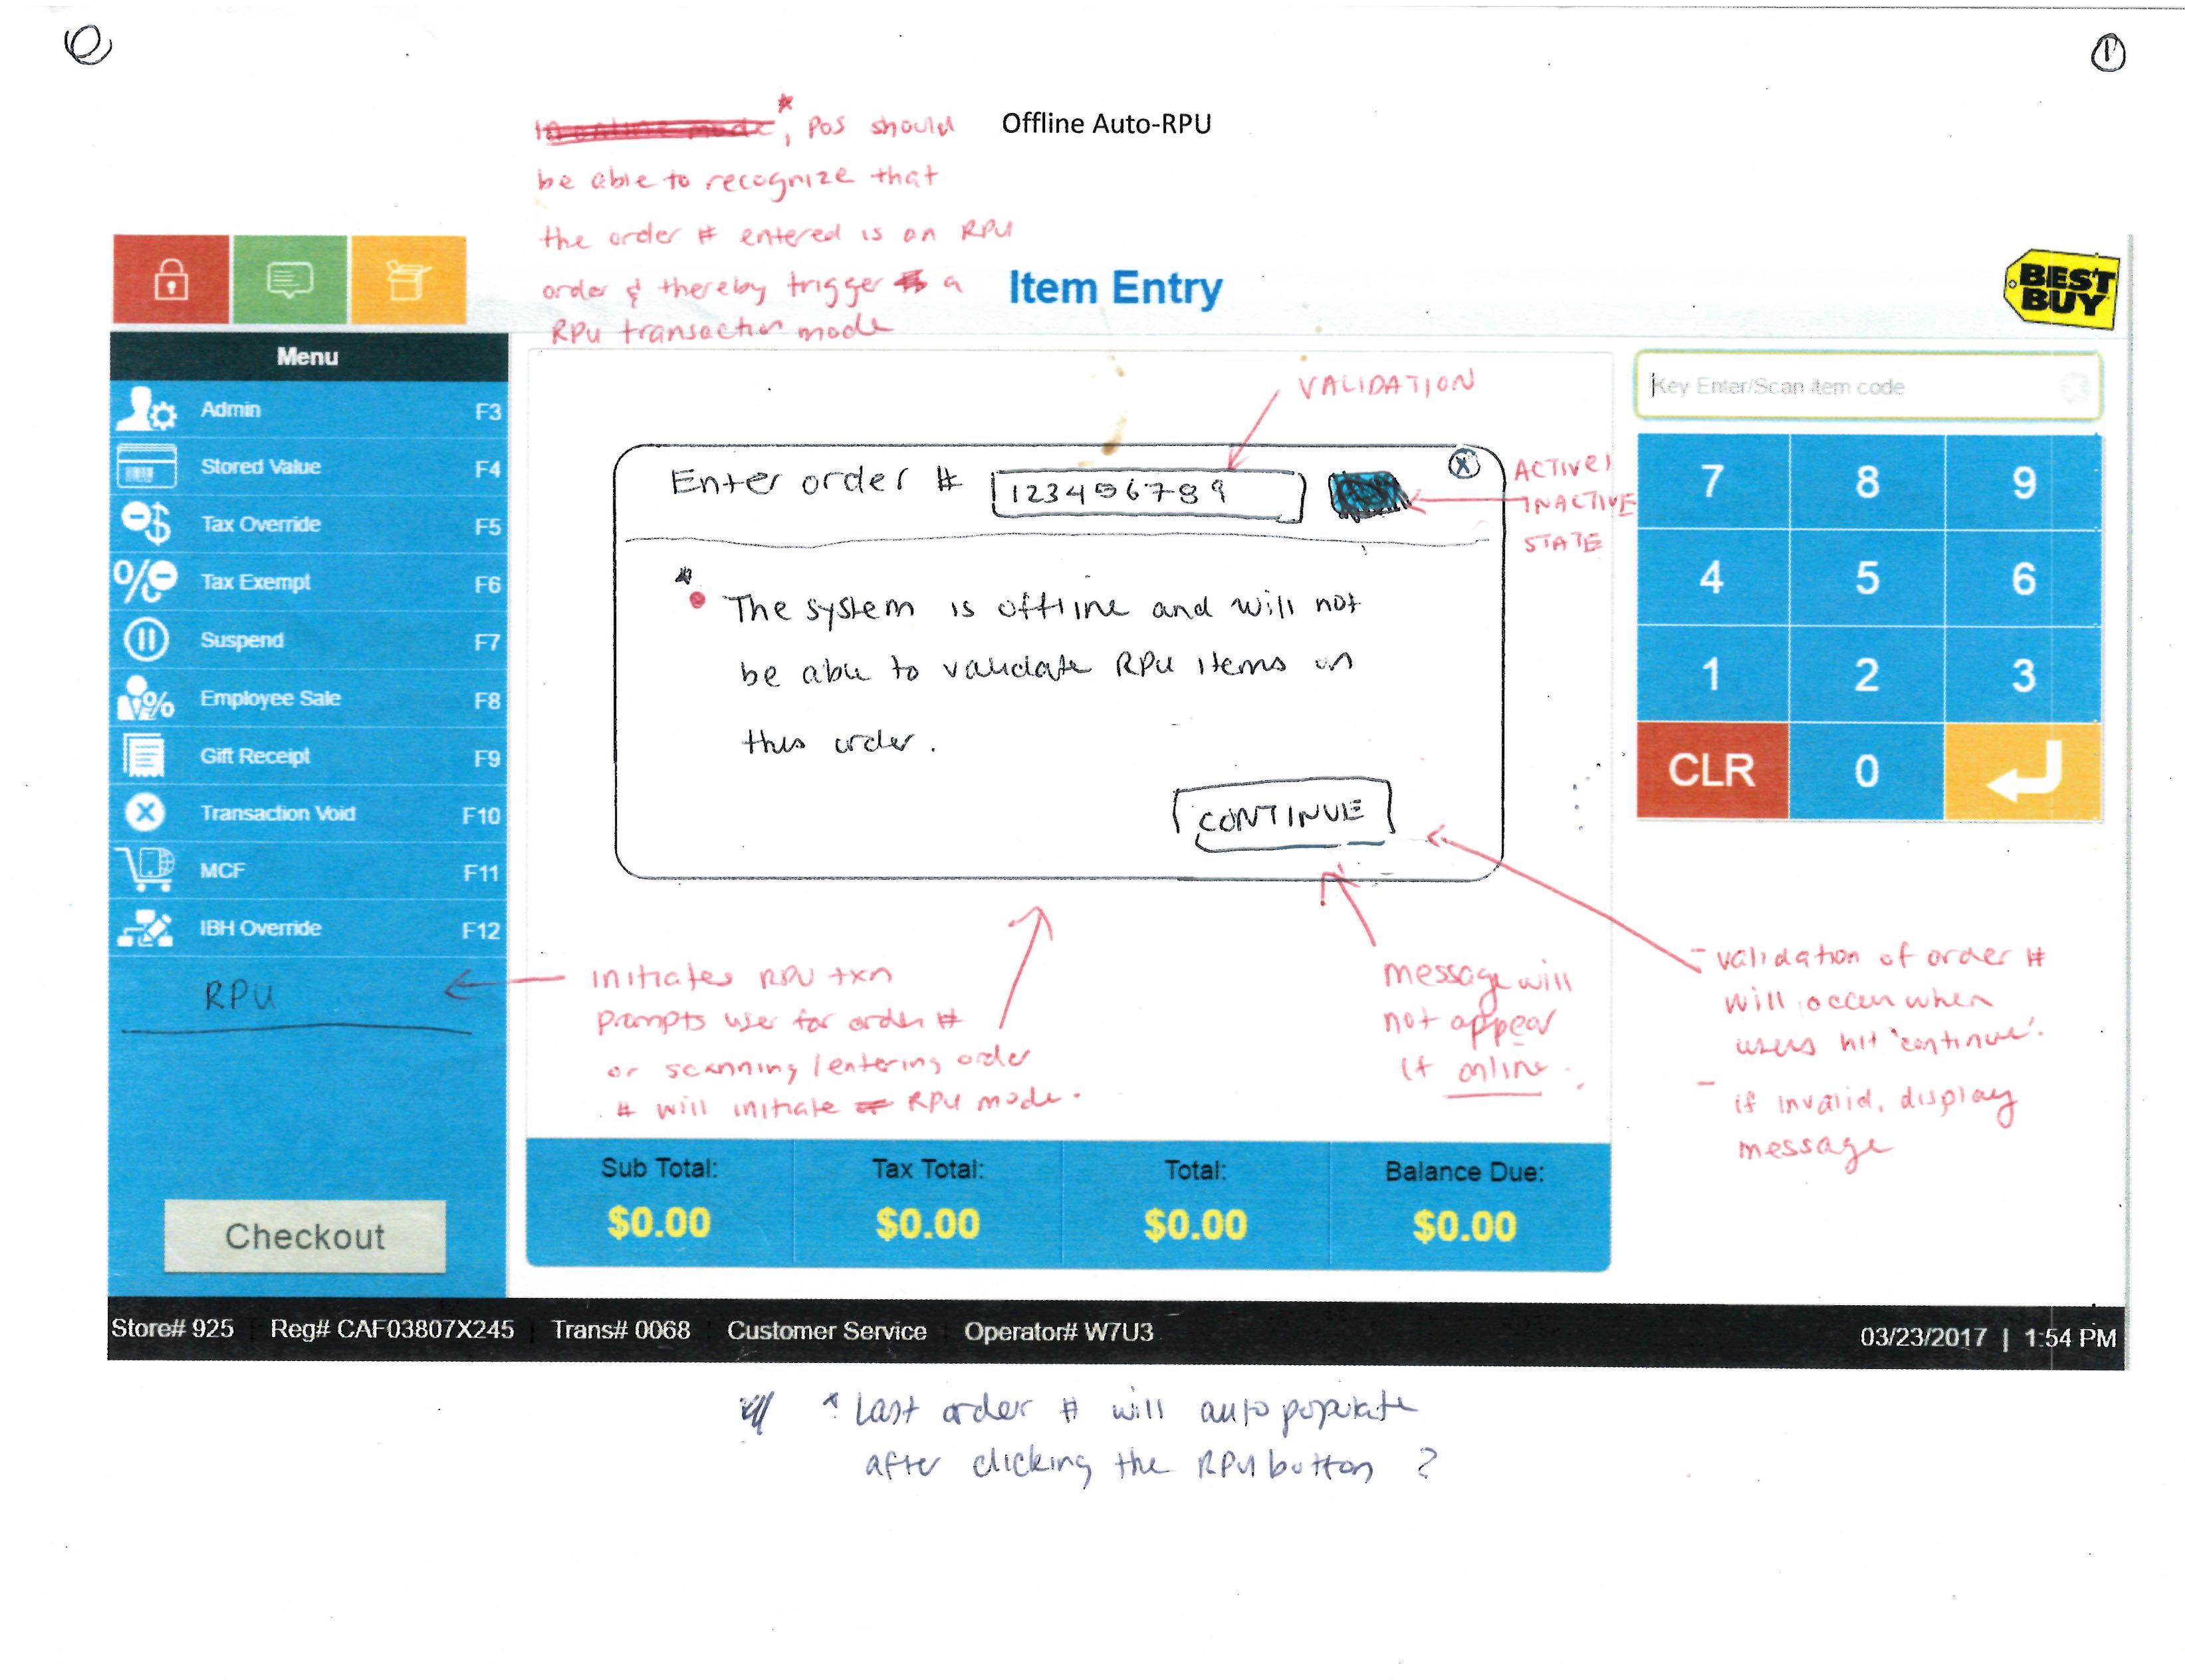 1
In online mode*, POS should
be able to recognize that
the order # entered is an RPU
order & thereby trigger a
RPU transaction mode
Offline Auto-RPU
Item Entry
BEST
BUY
Menu
Admin F3
Stored Value F4
Tax Override F5
Tax Exempt F6
Suspend F7
Employee Sale F8
Gift Receipt F9
Transaction Void F10
MCF F11
IBH Override F12
RPU
Checkout
VALIDATION
Enter order # 123456789 X
ACTIVE/
INACTIVE
STATE
* The system is offline and will not
be able to validate RPU items in
this order.
CONTINUE
initiates RPU txn
prompts user for order #
or scanning/entering order
# will initiate RPU mode.
message will
not appear
if online.
- validation of order #
will occur when
users hit 'continue'.
- if invalid, display
message
Key Enter/Scan item code
7 8 9
4 5 6
1 2 3
CLR 0
Sub Total: Tax Total: Total: Balance Due:
$0.00 $0.00 $0.00 $0.00
Store# 925 Reg# CAF03807X245 Trans# 0068 Customer Service Operator# W7U3 03/23/2017 | 1:54 PM
* Last order # will auto populate
after clicking the RPU button ?